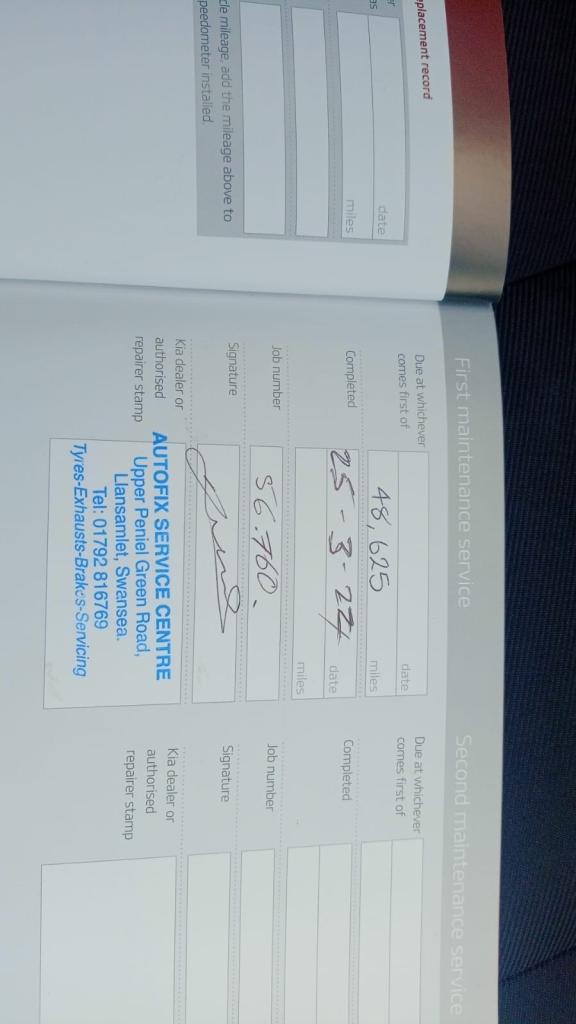 placement record
date
miles
cle mileage, add the mileage above to
peedometer installed.
First maintenance service
Due at whichever
comes first of
date
48,625
miles
Completed
25-3-24
date
miles
Job number
56.760.
Signature
Kia dealer or
authorised
repairer stamp
AUTOFIX SERVICE CENTRE
Upper Peniel Green Road,
Llansamlet, Swansea.
Tel: 01792 816769
Tyres-Exhausts-Brakes-Servicing
Second maintenance service
Due at whichever
comes first of
Completed
Job number
Signature
Kia dealer or
authorised
repairer stamp